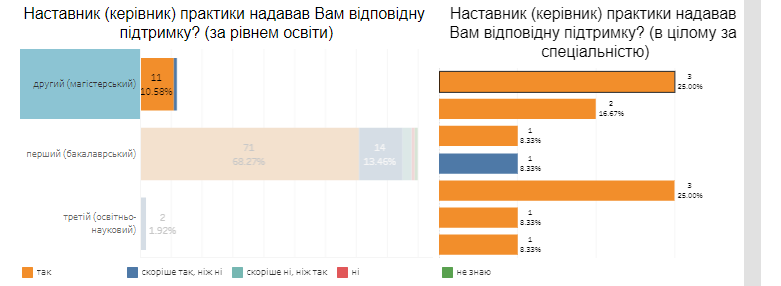 Наставник (керівник) практики надавав Вам відповідну
підтримку? (за рівнем освіти)
другий (магістерський)
11
10.58%
перший (бакалаврський)
71
68.27%
14
13.46%
третій (освітньо-
науковий)
2
1.92%
Наставник (керівник) практики надавав
Вам відповідну підтримку? (в цілому за
спеціальністю)
3
25.00%
2
16.67%
1
8.33%
1
8.33%
3
25.00%
1
8.33%
1
8.33%
так
скоріше так, ніж ні
скоріше ні, ніж так
ні
не знаю